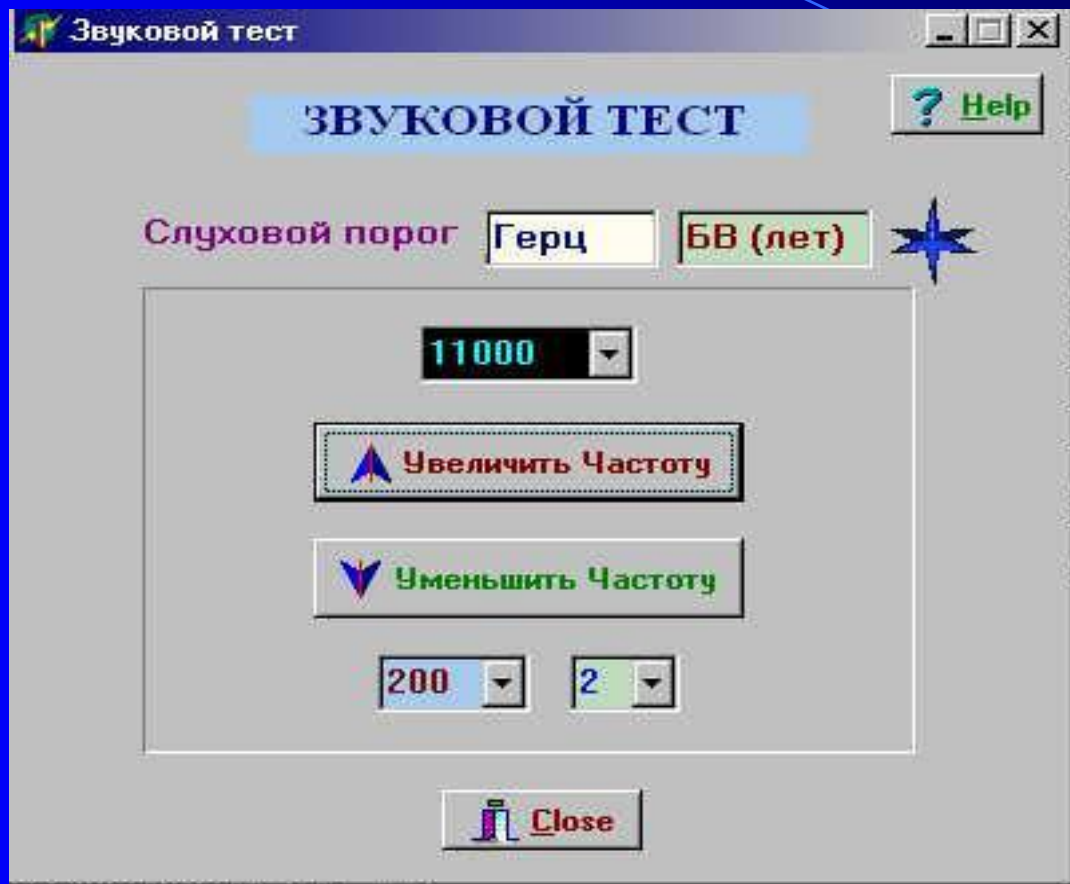 Звуковой тест
ЗВУКОВОЙ ТЕСТ
? Help
Слуховой порог Герц БВ (лет)
11000
Увеличить Частоту
Уменьшить Частоту
200 2
Close